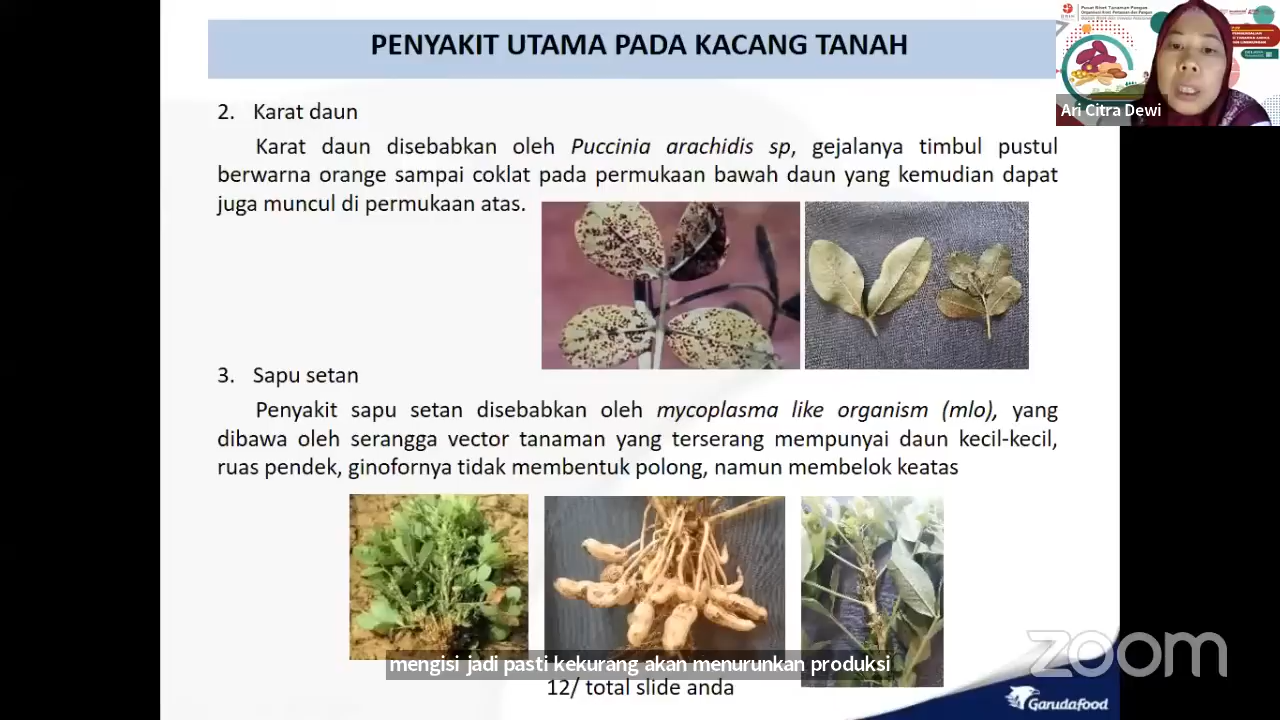 PENYAKIT UTAMA PADA KACANG TANAH
Pusat Riset Tanaman Pangan
Ari Citra Dewi
2. Karat daun
Karat daun disebabkan oleh Puccinia arachidis sp, gejalanya timbul pustul
berwarna orange sampai coklat pada permukaan bawah daun yang kemudian dapat
juga muncul di permukaan atas.
3. Sapu setan
Penyakit sapu setan disebabkan oleh mycoplasma like organism (mlo), yang
dibawa oleh serangga vector tanaman yang terserang mempunyai daun kecil-kecil,
ruas pendek, ginofornya tidak membentuk polong, namun membelok keatas
mengisi jadi pasti kekurang akan menurunkan produksi
12/ total slide anda
zoom
Garudafood